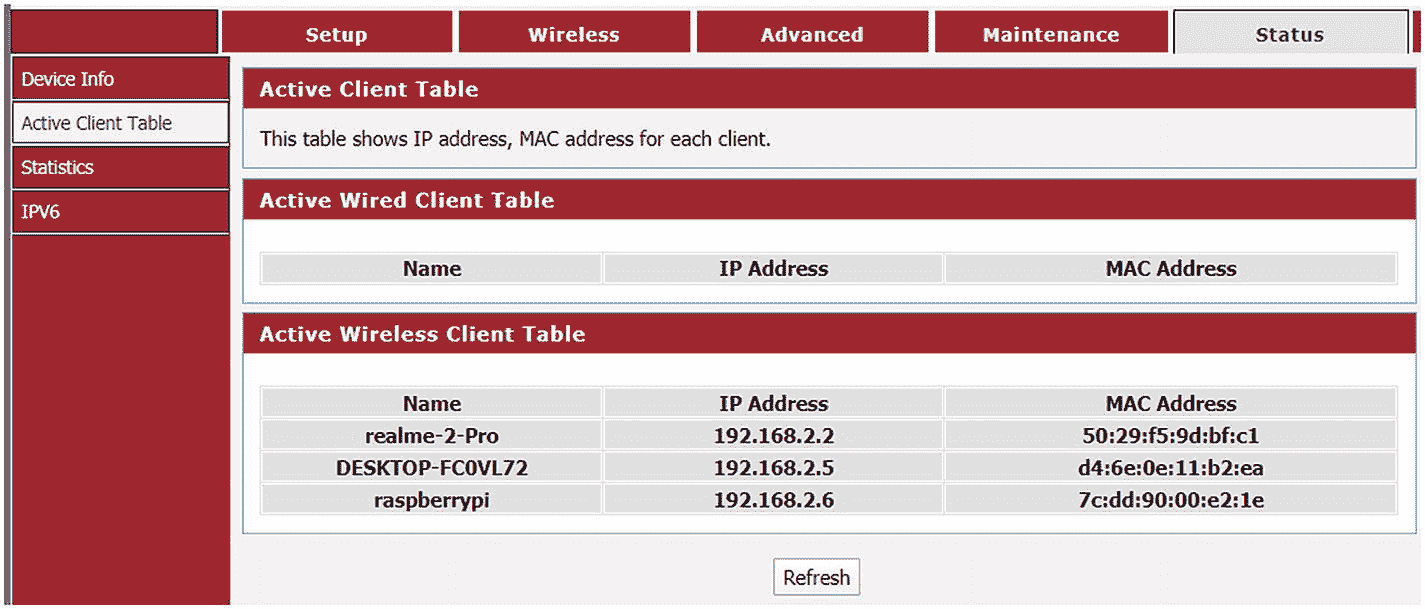 Setup Wireless Advanced Maintenance Status
Device Info
Active Client Table
Statistics
IPV6
Active Client Table
This table shows IP address, MAC address for each client.
Active Wired Client Table
Name IP Address MAC Address
Active Wireless Client Table
Name IP Address MAC Address
realme-2-Pro 192.168.2.2 50:29:f5:9d:bf:c1
DESKTOP-FC0VL72 192.168.2.5 d4:6e:0e:11:b2:ea
raspberrypi 192.168.2.6 7c:dd:90:00:e2:1e
Refresh